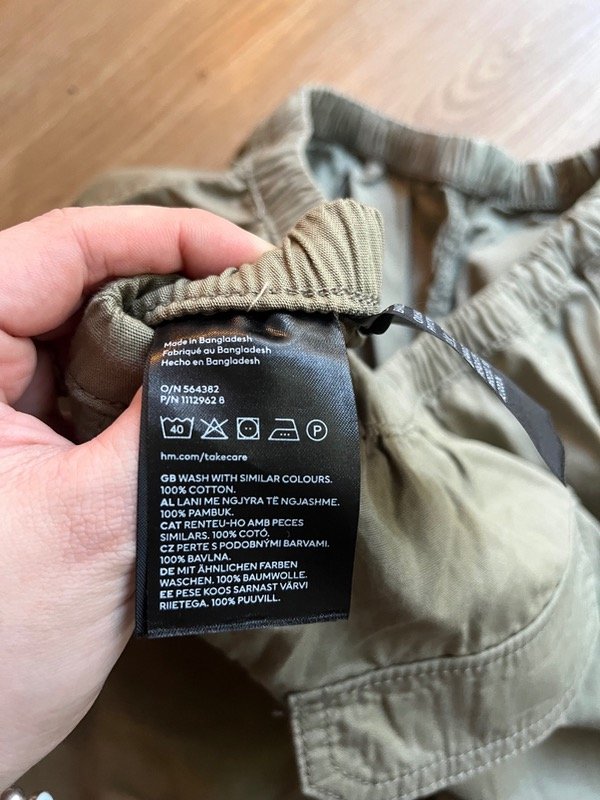 Made in Bangladesh
Fabriqué au Bangladesh
Hecho en Bangladesh
O/N 564382
P/N 1112962 8
40 P
hm.com/takecare
GB WASH WITH SIMILAR COLOURS.
100% COTTON.
AL LANI ME NGJYRA TË NGJASHME.
100% PAMBUK.
CAT RENTEU-HO AMB PECES
SIMILARS. 100% COTÓ.
CZ PERTE S PODOBNÝMI BARVAMI.
100% BAVLNA.
DE MIT ÄHNLICHEN FARBEN
WASCHEN. 100% BAUMWOLLE.
EE PESE KOOS SARNAST VÄRVI
RIIETEGA. 100% PUUVILL.